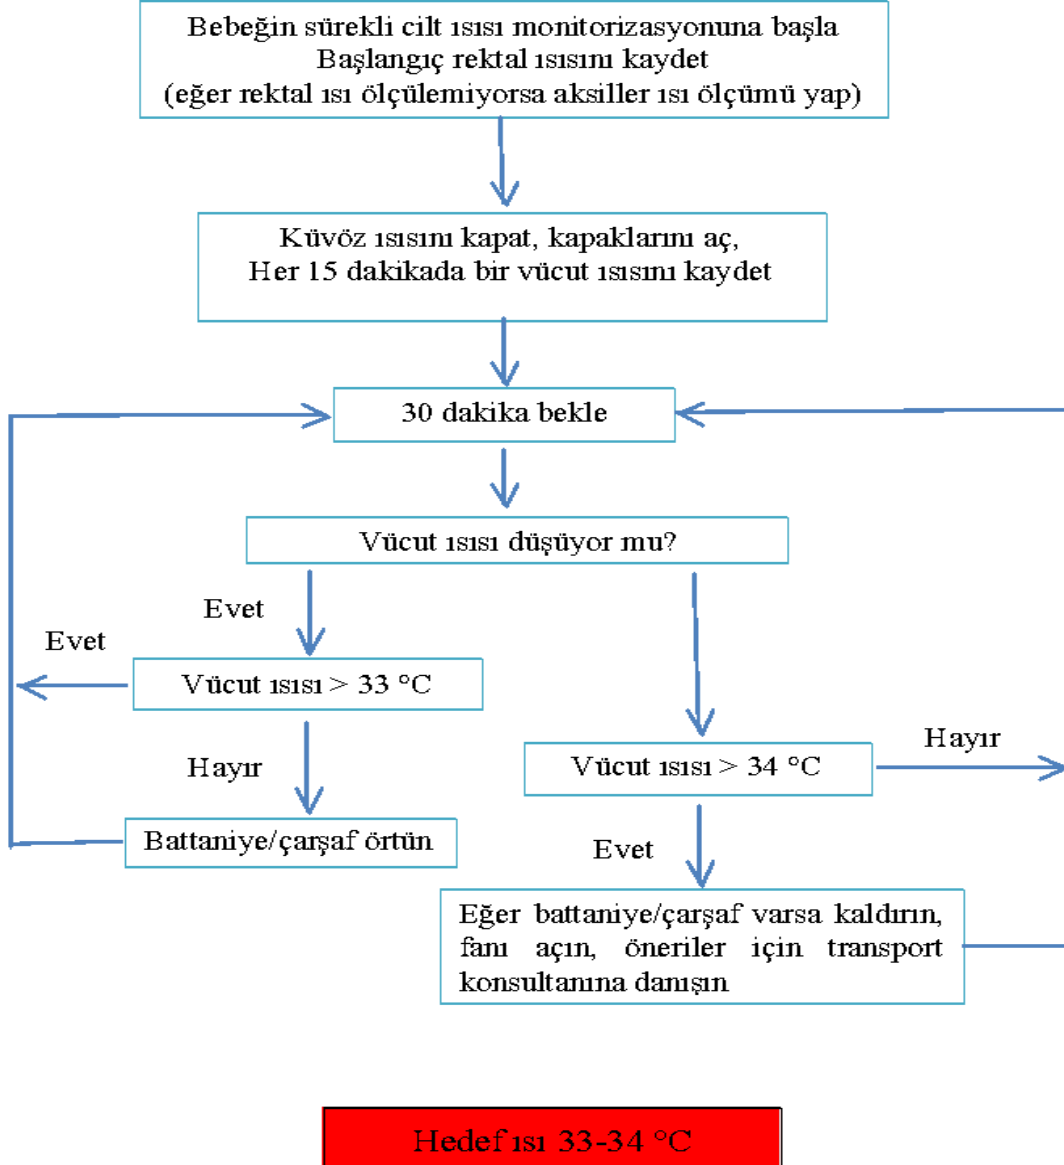 Bebeğin sürekli cilt ısısı monitorizasyonuna başla
Başlangıç rektal ısısını kaydet
(eğer rektal ısı ölçülemiyorsa aksiller ısı ölçümü yap)
Küvöz ısısını kapat, kapaklarını aç,
Her 15 dakikada bir vücut ısısını kaydet
30 dakika bekle
Vücut ısısı düşüyor mu?
Evet
Evet
Vücut ısısı > 33 °C
Hayır
Vücut ısısı > 34 °C
Hayır
Battaniye/çarşaf örtün
Evet
Eğer battaniye/çarşaf varsa kaldırın,
fanı açın, öneriler için transport
konsultanına danışın
Hedef ısı 33-34 °C